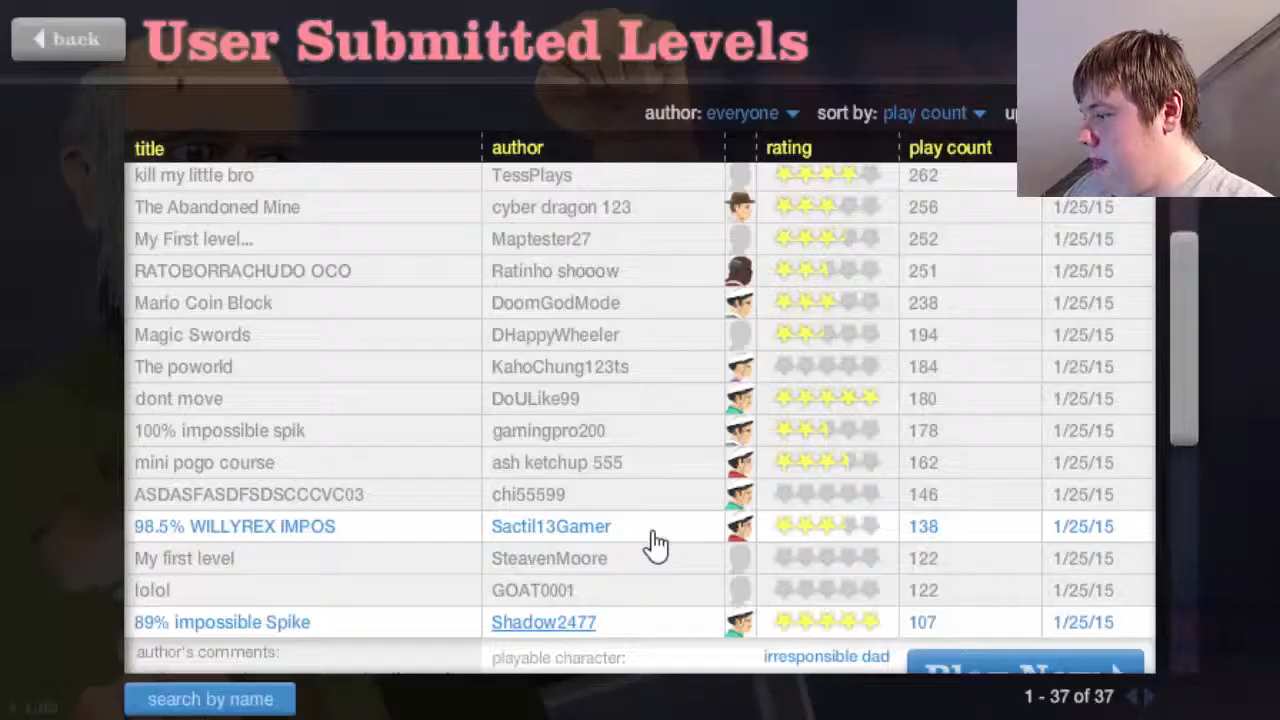 back
User Submitted Levels
author: everyone sort by: play count
title author rating play count
kill my little bro TessPlays 262
The Abandoned Mine cyber dragon 123 256 1/25/15
My First level... Maptester27 252 1/25/15
RATOBORRACHUDO OCO Ratinho shooow 251 1/25/15
Mario Coin Block DoomGodMode 238 1/25/15
Magic Swords DHappyWheeler 194 1/25/15
The poworld KahoChung123ts 184 1/25/15
dont move DoULike99 180 1/25/15
100% impossible spik gamingpro200 178 1/25/15
mini pogo course ash ketchup 555 162 1/25/15
ASDASFASDFSDSCCCVC03 chi55599 146 1/25/15
98.5% WILLYREX IMPOS Sactil13Gamer 138 1/25/15
My first level SteavenMoore 122 1/25/15
lolol GOAT0001 122 1/25/15
89% impossible Spike Shadow2477 107 1/25/15
author's comments: playable character: irresponsible dad
search by name 1 - 37 of 37